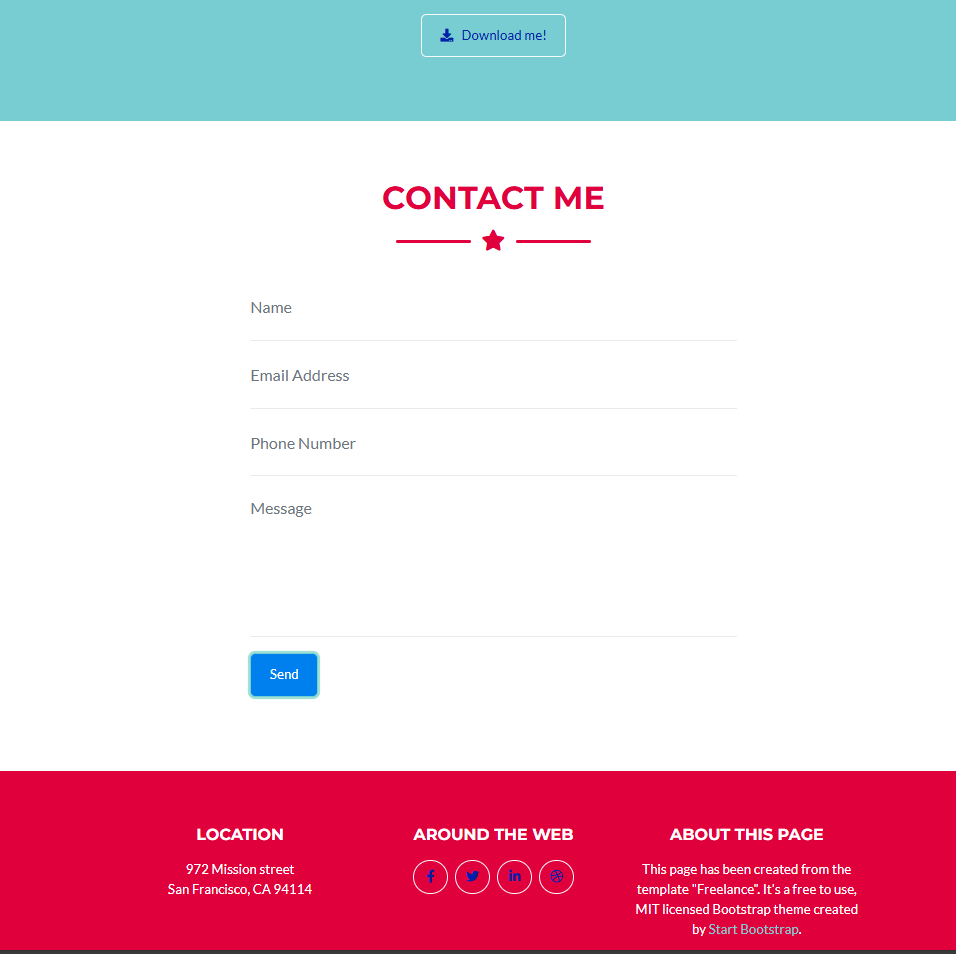 Download me!
CONTACT ME
Name
Email Address
Phone Number
Message
Send
LOCATION
972 Mission street
San Francisco, CA 94114
AROUND THE WEB
ABOUT THIS PAGE
This page has been created from the
template "Freelance". It's a free to use,
MIT licensed Bootstrap theme created
by Start Bootstrap.